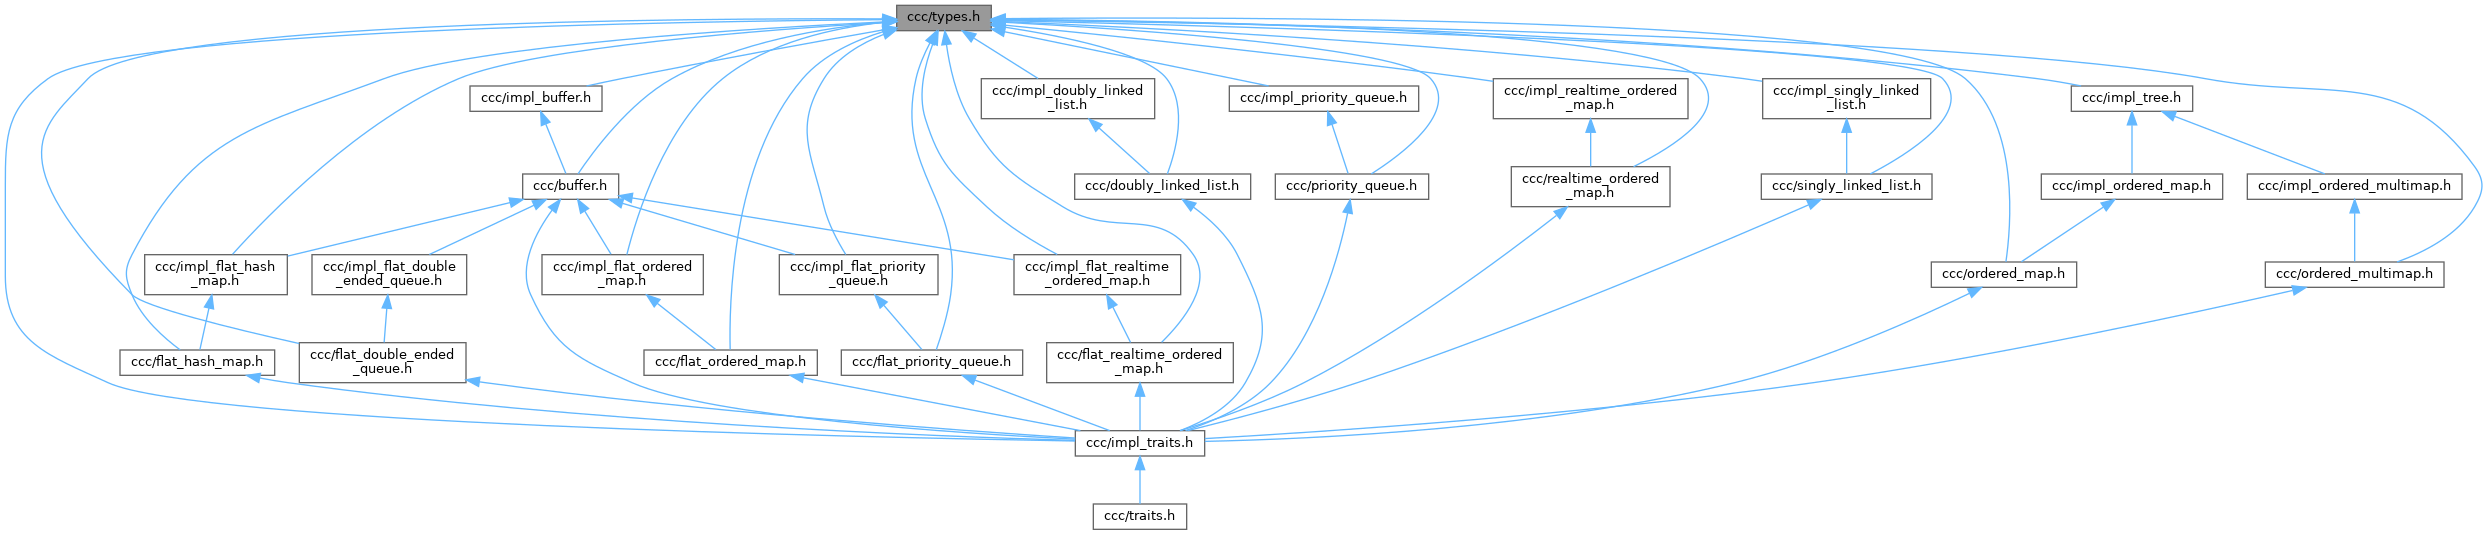 ccc/types.h
ccc/impl_buffer.h
ccc/impl_doubly_linked
_list.h
ccc/impl_priority_queue.h
ccc/impl_realtime_ordered
_map.h
ccc/impl_singly_linked
_list.h
ccc/impl_tree.h
ccc/buffer.h
ccc/doubly_linked_list.h
ccc/priority_queue.h
ccc/realtime_ordered
_map.h
ccc/singly_linked_list.h
ccc/impl_ordered_map.h
ccc/impl_ordered_multimap.h
ccc/impl_flat_hash
_map.h
ccc/impl_flat_double
_ended_queue.h
ccc/impl_flat_ordered
_map.h
ccc/impl_flat_priority
_queue.h
ccc/impl_flat_realtime
_ordered_map.h
ccc/ordered_map.h
ccc/ordered_multimap.h
ccc/flat_hash_map.h
ccc/flat_double_ended
_queue.h
ccc/flat_ordered_map.h
ccc/flat_priority_queue.h
ccc/flat_realtime_ordered
_map.h
ccc/impl_traits.h
ccc/traits.h